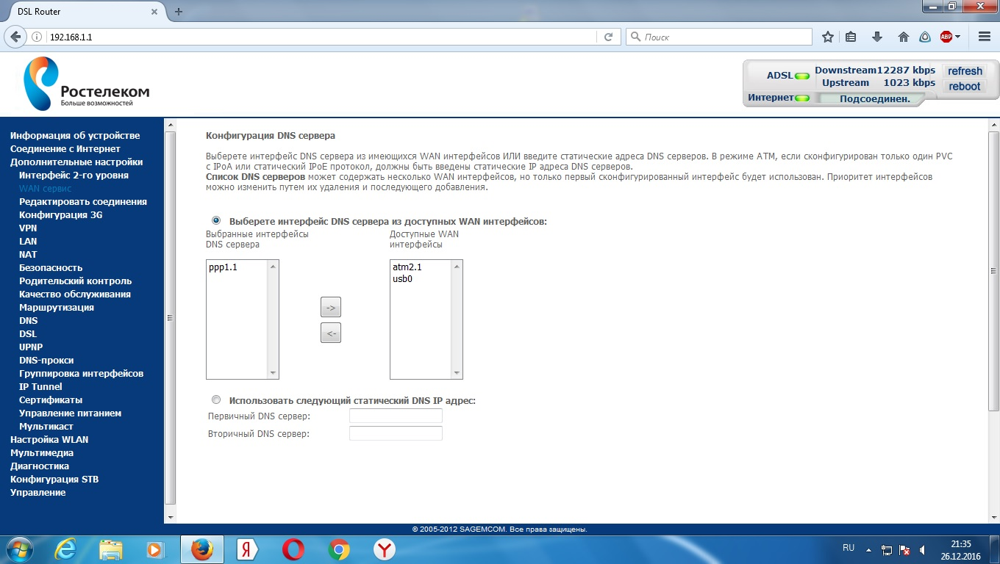 DSL Router
192.168.1.1
Поиск
ABP
Ростелеком
Больше возможностей
ADSL
Downstream 12287 kbps
Upstream 1023 kbps
refresh
reboot
Интернет
Подсоединен.
Информация об устройстве
Соединение с Интернет
Дополнительные настройки
Интерфейс 2-го уровня
WAN сервис
Редактировать соединения
Конфигурация 3G
VPN
LAN
NAT
Безопасность
Родительский контроль
Качество обслуживания
Маршрутизация
DNS
DSL
UPNP
DNS-прокси
Группировка интерфейсов
IP Tunnel
Сертификаты
Управление питанием
Мультикаст
Настройка WLAN
Мультимедиа
Диагностика
Конфигурация STB
Управление
Конфигурация DNS сервера
Выберете интерфейс DNS сервера из имеющихся WAN интерфейсов ИЛИ введите статические адреса DNS серверов. В режиме ATM, если сконфигурирован только один PVC
с IPoA или статический IPoE протокол, должны быть введены статические IP адреса DNS серверов.
Список DNS серверов может содержать несколько WAN интерфейсов, но только первый сконфигурированный интерфейс будет использован. Приоритет интерфейсов
можно изменить путем их удаления и последующего добавления.
Выберете интерфейс DNS сервера из доступных WAN интерфейсов:
Выбранные интерфейсы
DNS сервера
Доступные WAN
интерфейсы
ppp1.1
atm2.1
usb0
->
<-
Использовать следующий статический DNS IP адрес:
Первичный DNS сервер:
Вторичный DNS сервер:
© 2005-2012 SAGEMCOM. Все права защищены.
RU
21:35
26.12.2016